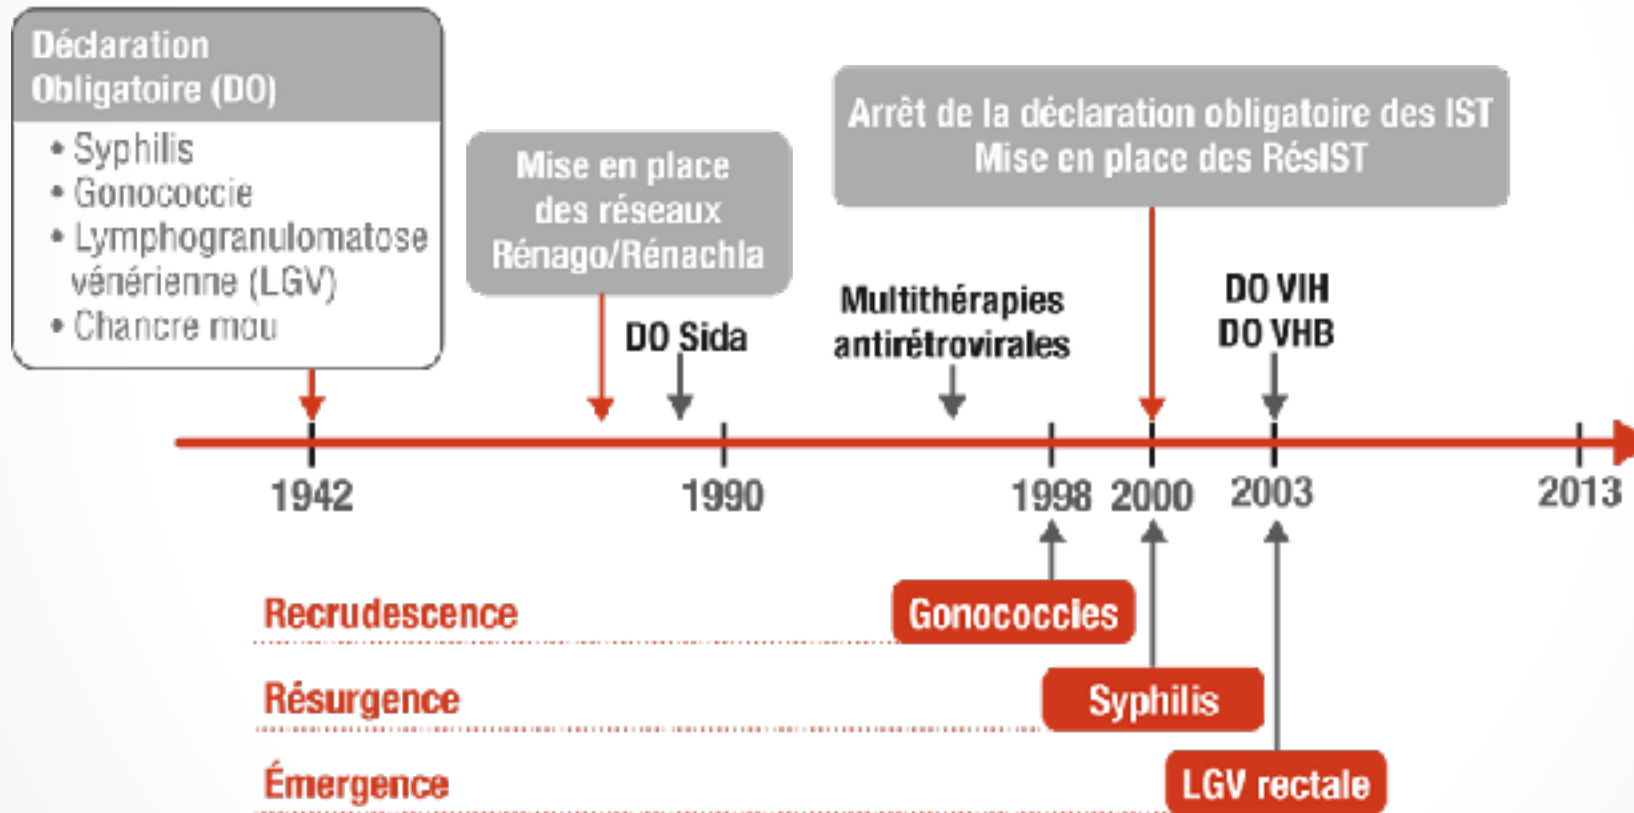 Déclaration
Obligatoire (DO)
• Syphilis
• Gonococcie
• Lymphogranulomatose
vénérienne (LGV)
• Chancre mou
Mise en place
des réseaux
Rénago/Rénachla
DO Sida
Multithérapies
antirétrovirales
Arrêt de la déclaration obligatoire des IST
Mise en place des RésIST
DO VIH
DO VHB
1942
1990
1998
2000
2003
2013
Recrudescence
Gonococcies
Résurgence
Syphilis
Émergence
LGV rectale